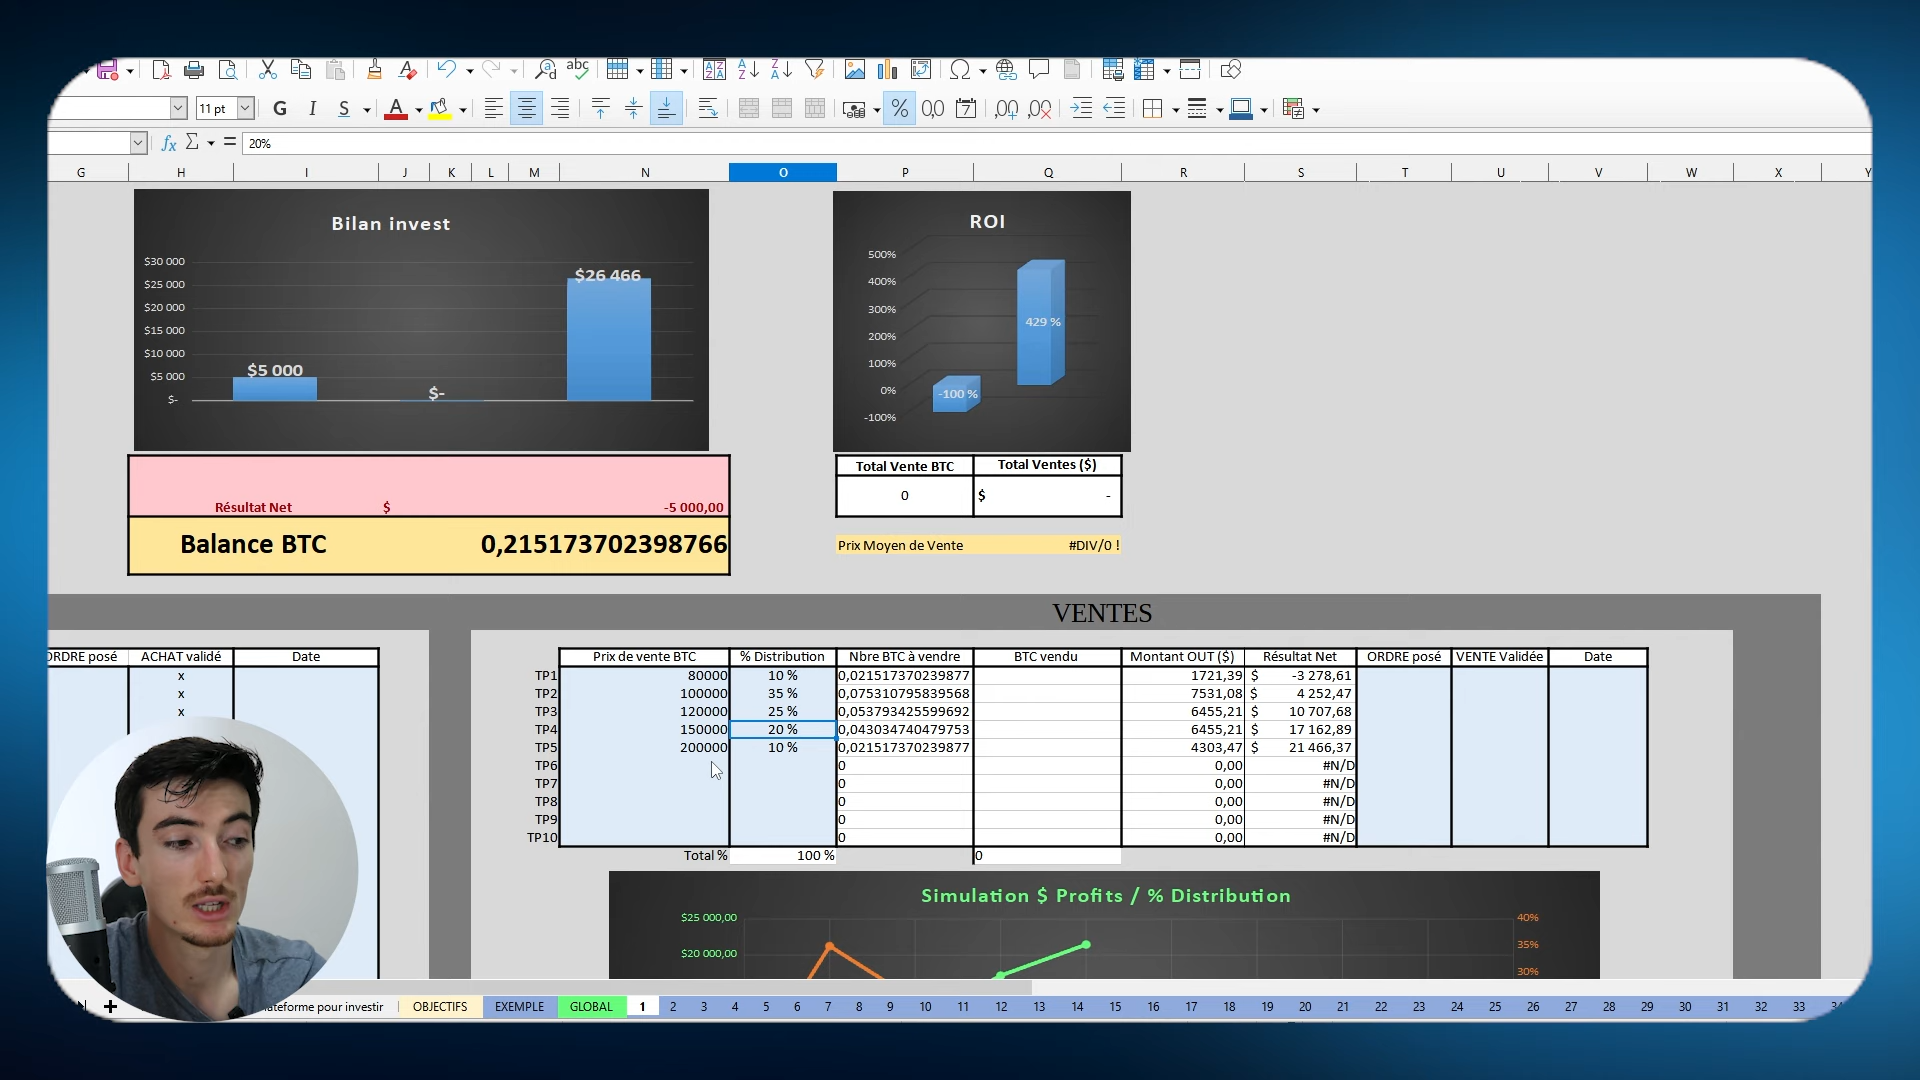 11 pt
G I S A
% 0,0 7 ,00 ,00
fx Σ = 20%
G H I J K L M N O P Q R S T U V W X Y
Bilan invest
$30 000
$25 000
$20 000
$15 000
$10 000
$5 000
$-
$5 000
$-
$26 466
ROI
500%
400%
300%
200%
100%
0%
-100%
-100 %
429 %
Résultat Net $ -5 000,00
Balance BTC 0,215173702398766
Total Vente BTC Total Ventes ($)
0 $ -
Prix Moyen de Vente #DIV/0 !
VENTES
ORDRE posé ACHAT validé Date
x
x
x
Prix de vente BTC % Distribution Nbre BTC à vendre BTC vendu Montant OUT ($) Résultat Net ORDRE posé VENTE Validée Date
TP1 80000 10 % 0,021517370239877 1721,39 $ -3 278,61
TP2 100000 35 % 0,075310795839568 7531,08 $ 4 252,47
TP3 120000 25 % 0,053793425599692 6455,21 $ 10 707,68
TP4 150000 20 % 0,043034740479753 6455,21 $ 17 162,89
TP5 200000 10 % 0,021517370239877 4303,47 $ 21 466,37
TP6 0 0,00 #N/D
TP7 0 0,00 #N/D
TP8 0 0,00 #N/D
TP9 0 0,00 #N/D
TP10 0 0,00 #N/D
Total % 100 % 0
Simulation $ Profits / % Distribution
$25 000,00
$20 000,00
40%
35%
30%
ateforme pour investir OBJECTIFS EXEMPLE GLOBAL 1 2 3 4 5 6 7 8 9 10 11 12 13 14 15 16 17 18 19 20 21 22 23 24 25 26 27 28 29 30 31 32 33 34